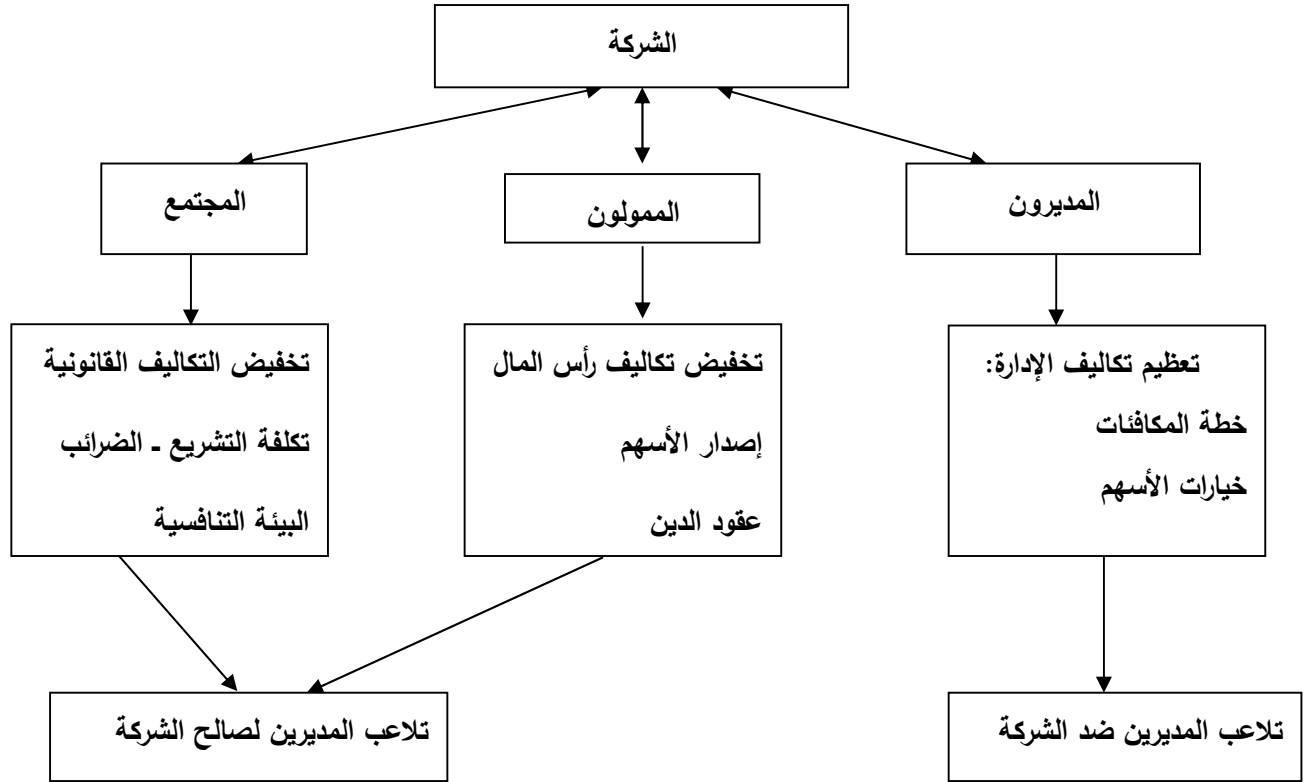 الشركة
المديرون
الممولون
المجتمع
تعظيم تكاليف الإدارة:
خطة المكافئات
خيارات الأسهم
تخفيض تكاليف رأس المال
إصدار الأسهم
عقود الدين
تخفيض التكاليف القانونية
تكلفة التشريع ـ الضرائب
البيئة التنافسية
تلاعب المديرين ضد الشركة
تلاعب المديرين لصالح الشركة